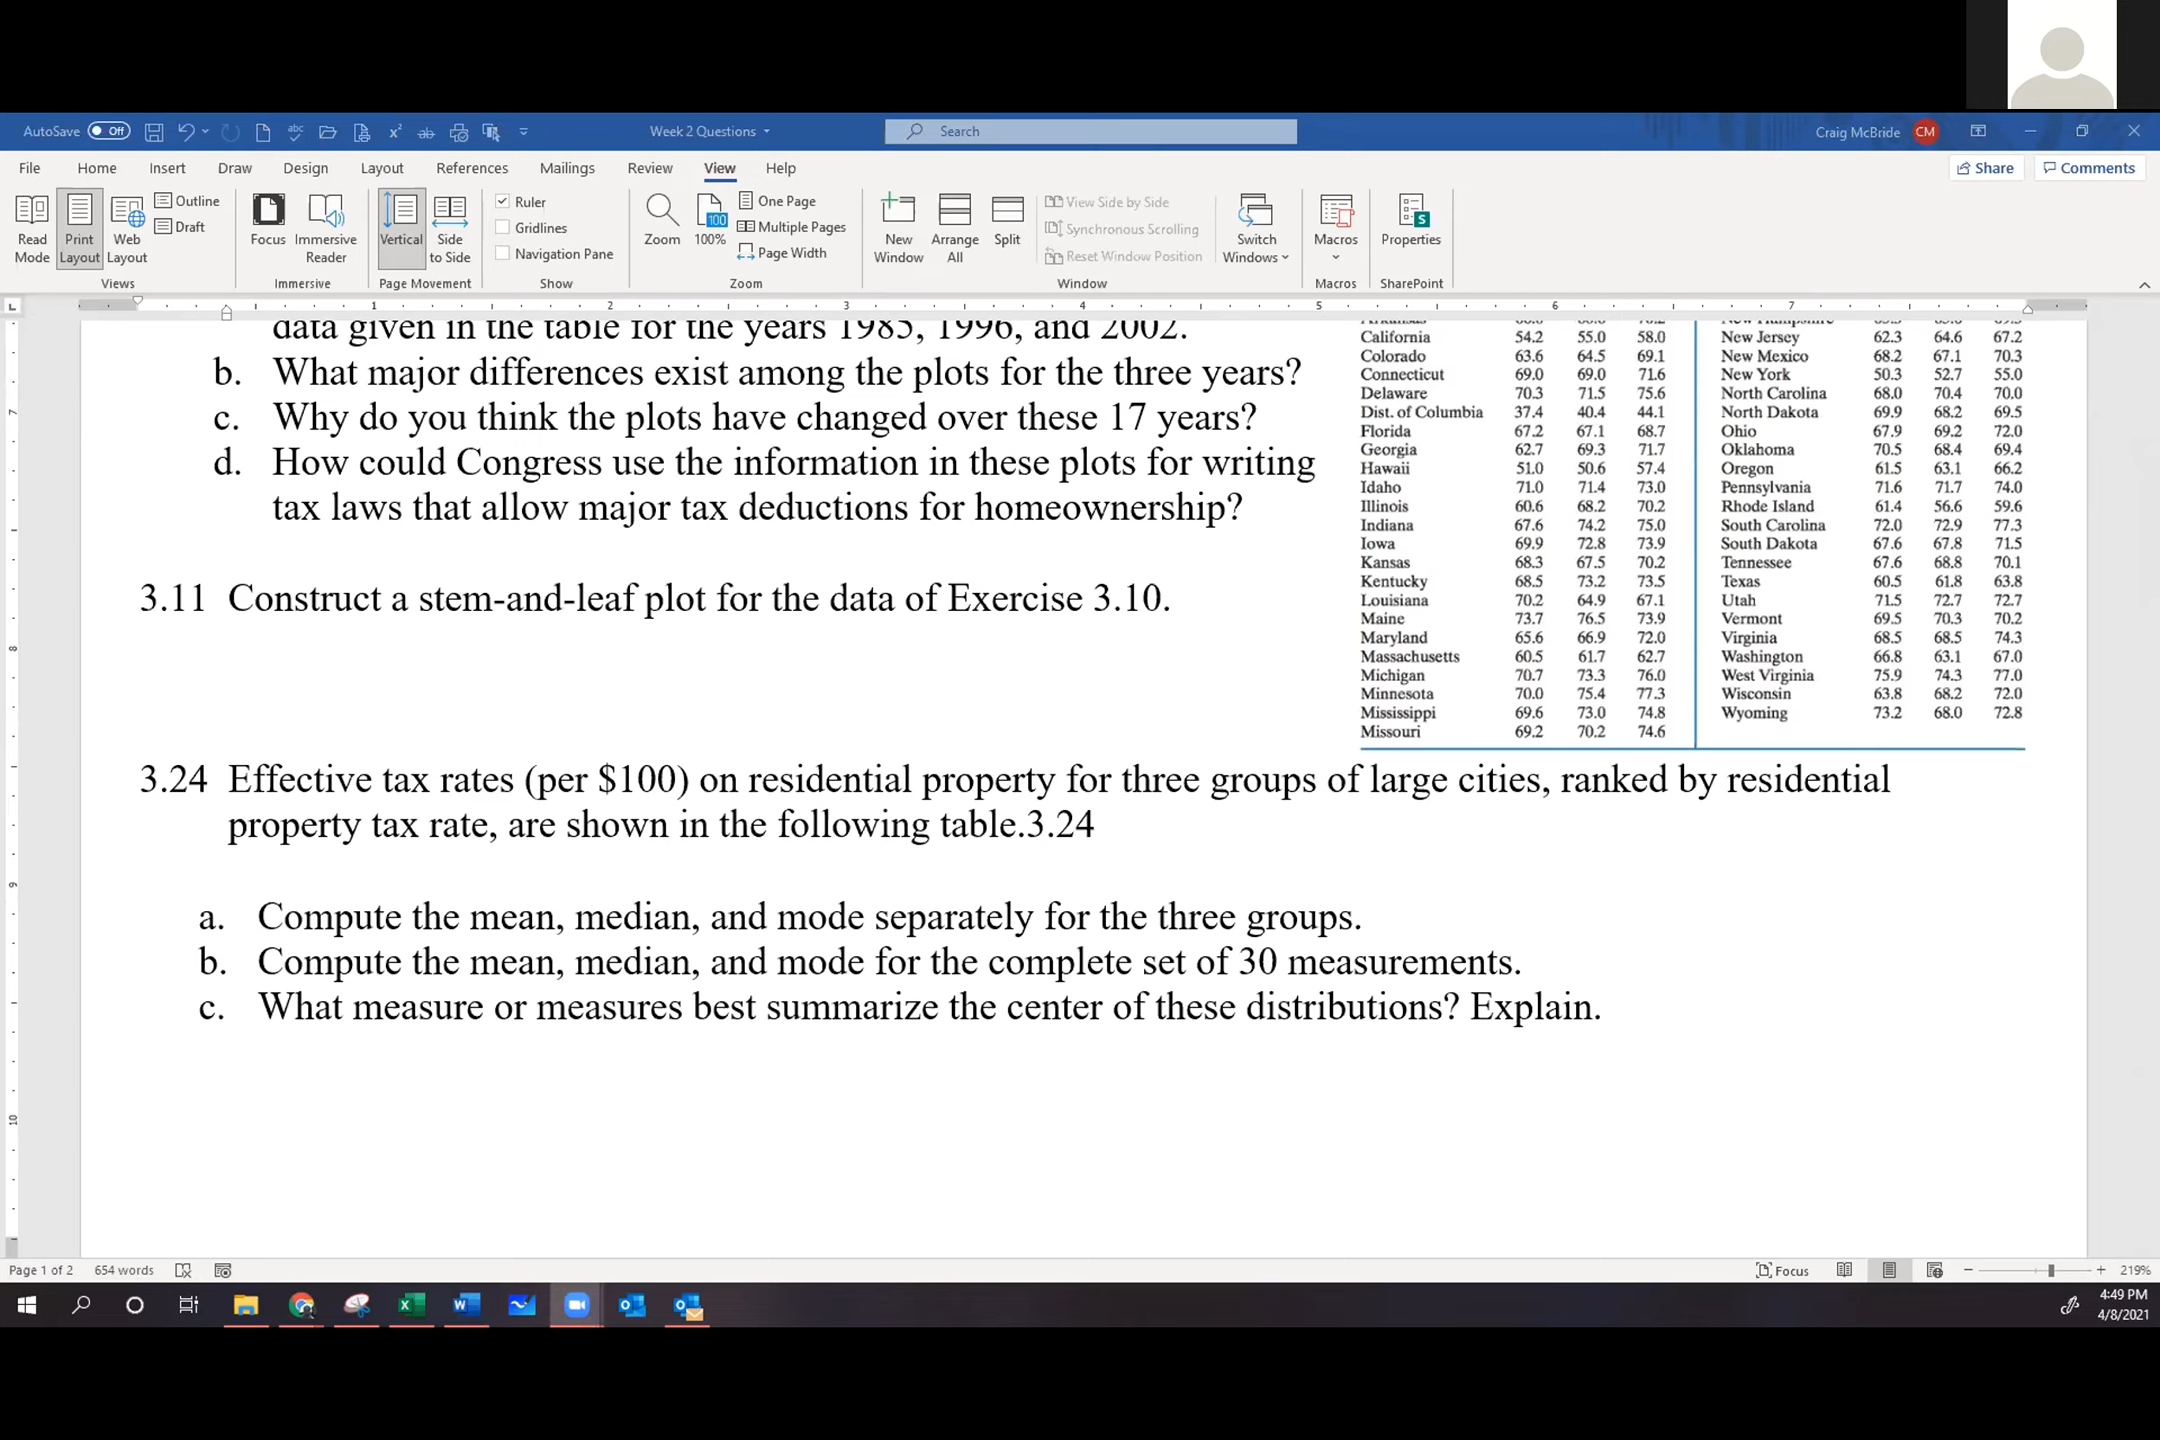 AutoSave Off
Week 2 Questions
Search
Craig McBride CM
File Home Insert Draw Design Layout References Mailings Review View Help Share Comments
Read Mode
Print Layout
Web Layout
Outline
Draft
Views
Focus
Immersive Reader
Immersive
Vertical
Side to Side
Page Movement
Ruler
Gridlines
Navigation Pane
Show
Zoom
100
100%
One Page
Multiple Pages
Page Width
Zoom
New Window
Arrange All
Split
View Side by Side
Synchronous Scrolling
Reset Window Position
Switch Windows
Window
Macros
Macros
Properties
SharePoint
1 2 3 4 5 6 7
data given in the table for the years 1985, 1996, and 2002.
b. What major differences exist among the plots for the three years?
c. Why do you think the plots have changed over these 17 years?
d. How could Congress use the information in these plots for writing
tax laws that allow major tax deductions for homeownership?
3.11 Construct a stem-and-leaf plot for the data of Exercise 3.10.
California 54.2 55.0 58.0 New Jersey 62.3 64.6 67.2
Colorado 63.6 64.5 69.1 New Mexico 68.2 67.1 70.3
Connecticut 69.0 69.0 71.6 New York 50.3 52.7 55.0
Delaware 70.3 71.5 75.6 North Carolina 68.0 70.4 70.0
Dist. of Columbia 37.4 40.4 44.1 North Dakota 69.9 68.2 69.5
Florida 67.2 67.1 68.7 Ohio 67.9 69.2 72.0
Georgia 62.7 69.3 71.7 Oklahoma 70.5 68.4 69.4
Hawaii 51.0 50.6 57.4 Oregon 61.5 63.1 66.2
Idaho 71.0 71.4 73.0 Pennsylvania 71.6 71.7 74.0
Illinois 60.6 68.2 70.2 Rhode Island 61.4 56.6 59.6
Indiana 67.6 74.2 75.0 South Carolina 72.0 72.9 77.3
Iowa 69.9 72.8 73.9 South Dakota 67.6 67.8 71.5
Kansas 68.3 67.5 70.2 Tennessee 67.6 68.8 70.1
Kentucky 68.5 73.2 73.5 Texas 60.5 61.8 63.8
Louisiana 70.2 64.9 67.1 Utah 71.5 72.7 72.7
Maine 73.7 76.5 73.9 Vermont 69.5 70.3 70.2
Maryland 65.6 66.9 72.0 Virginia 68.5 68.5 74.3
Massachusetts 60.5 61.7 62.7 Washington 66.8 63.1 67.0
Michigan 70.7 73.3 76.0 West Virginia 75.9 74.3 77.0
Minnesota 70.0 75.4 77.3 Wisconsin 63.8 68.2 72.0
Mississippi 69.6 73.0 74.8 Wyoming 73.2 68.0 72.8
Missouri 69.2 70.2 74.6
3.24 Effective tax rates (per $100) on residential property for three groups of large cities, ranked by residential
property tax rate, are shown in the following table.3.24
a. Compute the mean, median, and mode separately for the three groups.
b. Compute the mean, median, and mode for the complete set of 30 measurements.
c. What measure or measures best summarize the center of these distributions? Explain.
7
8
9
10
Page 1 of 2 654 words Focus 219%
4:49 PM
4/8/2021